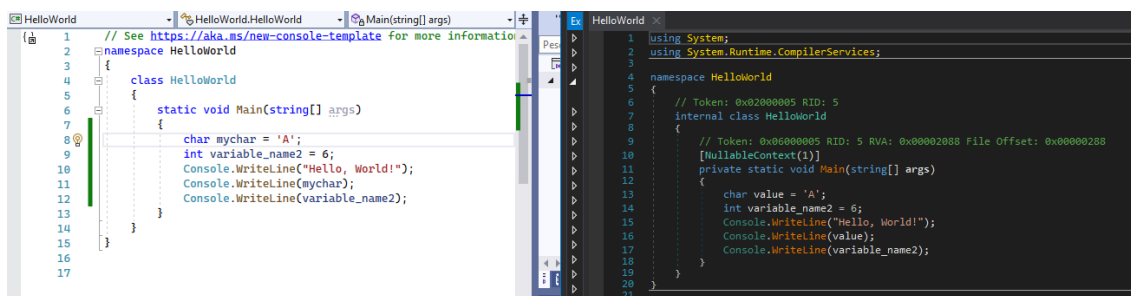 HelloWorld
HelloWorld.HelloWorld
Main(string[] args)
1 // See https://aka.ms/new-console-template for more information
2 namespace HelloWorld
3 {
4 class HelloWorld
5 {
6 static void Main(string[] args)
7 {
8 char mychar = 'A';
9 int variable_name2 = 6;
10 Console.WriteLine("Hello, World!");
11 Console.WriteLine(mychar);
12 Console.WriteLine(variable_name2);
13 }
14 }
15 }
16
17
Ex
HelloWorld
1 using System;
2 using System.Runtime.CompilerServices;
3
4 namespace HelloWorld
5 {
6 // Token: 0x02000005 RID: 5
7 internal class HelloWorld
8 {
9 // Token: 0x06000005 RID: 5 RVA: 0x00002088 File Offset: 0x00000288
10 [NullableContext(1)]
11 private static void Main(string[] args)
12 {
13 char value = 'A';
14 int variable_name2 = 6;
15 Console.WriteLine("Hello, World!");
16 Console.WriteLine(value);
17 Console.WriteLine(variable_name2);
18 }
19 }
20 }
21